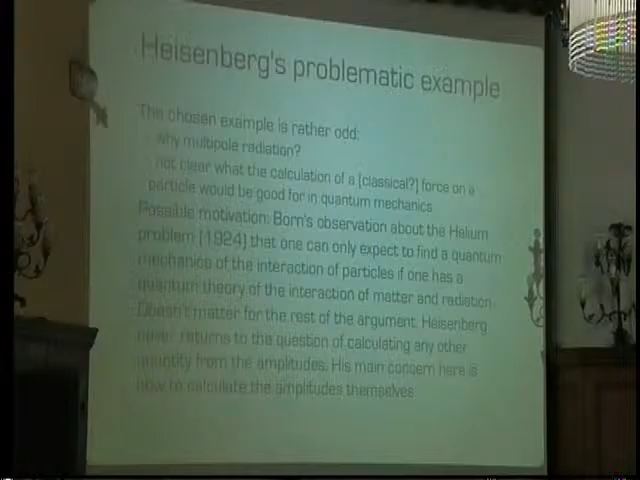 Heisenberg's problematic example
The chosen example is rather odd:
why multipole radiation?
not clear what the calculation of a [classical?] force on a
particle would be good for in quantum mechanics
Possible motivation: Born's observation about the Helium
problem [1924] that one can only expect to find a quantum
mechanics of the interaction of particles if one has a
quantum theory of the interaction of matter and radiation
Doesn't matter for the rest of the argument. Heisenberg
never returns to the question of calculating any other
quantity from the amplitudes. His main concern here is
how to calculate the amplitudes themselves